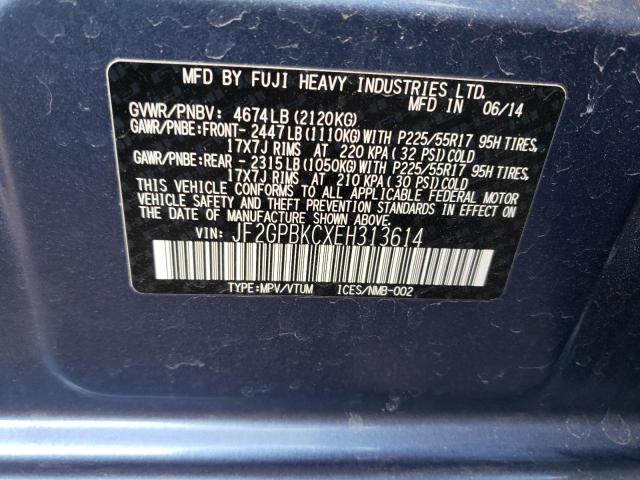 MFD BY FUJI HEAVY INDUSTRIES LTD.
MFD IN 06/14
GVWR/PNBV: 4674LB(2120KG)
GAWR/PNBE:FRONT- 2447LB(1110KG)WITH P225/55R17 95H TIRES,
17x7J RIMS AT 220 KPA(32 PSI)COLD
GAWR/PNBE:REAR - 2315LB(1050KG)WITH P225/55R17 95H TIRES,
17x7J RIMS AT 210 KPA(30 PSI)COLD
THIS VEHICLE CONFORMS TO ALL APPLICABLE FEDERAL MOTOR
VEHICLE SAFETY AND THEFT PREVENTION STANDARDS IN EFFECT ON
THE DATE OF MANUFACTURE SHOWN ABOVE.
VIN: JF2GPBKCXEH313614
TYPE:MPV/VTUM ICES/NMB-002